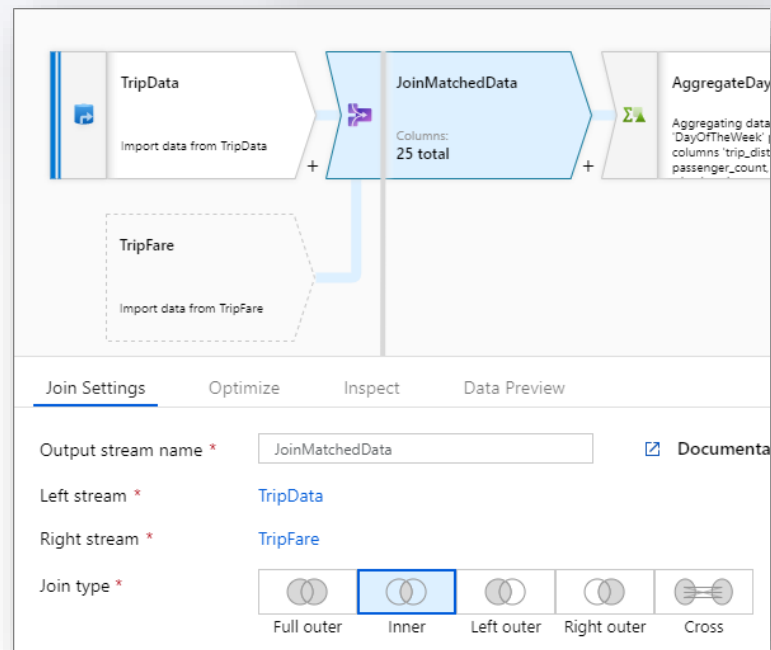 TripData
Import data from TripData
+
JoinMatchedData
Columns:
25 total
+
AggregateDay
Aggregating data
'DayOfTheWeek'
columns 'trip_dist
passenger_count,
TripFare
Import data from TripFare
Join Settings Optimize Inspect Data Preview
Output stream name * JoinMatchedData Documenta
Left stream * TripData
Right stream * TripFare
Join type *
Full outer Inner Left outer Right outer Cross